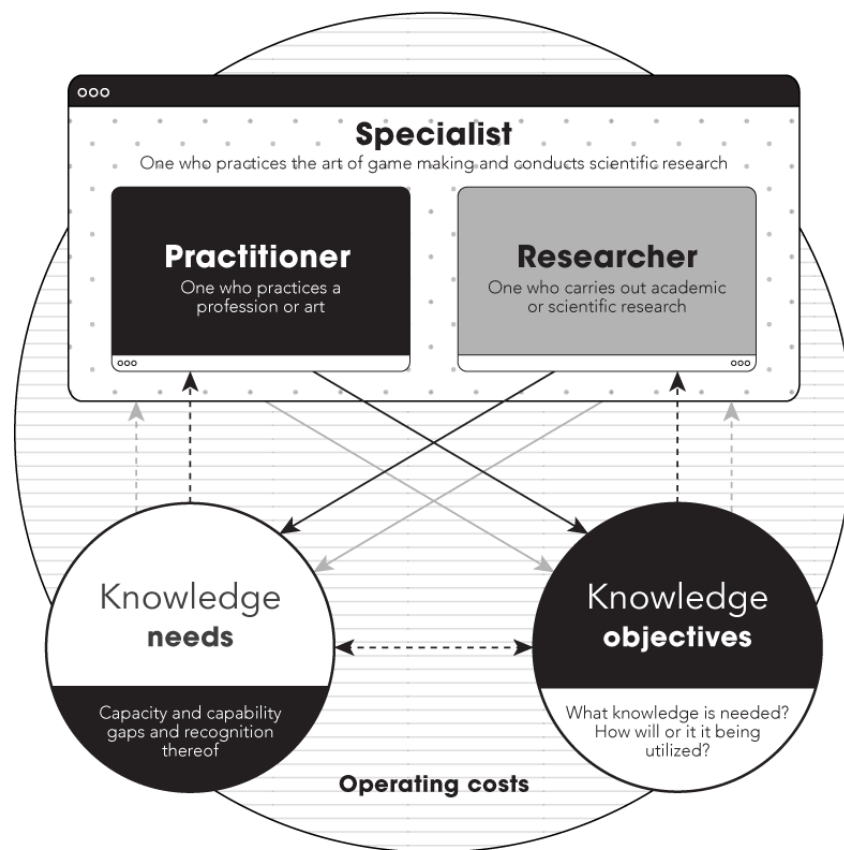 Specialist
One who practices the art of game making and conducts scientific research
Practitioner
One who practices a
profession or art
Researcher
One who carries out academic
or scientific research
Knowledge
needs
Capacity and capability
gaps and recognition
thereof
Knowledge
objectives
What knowledge is needed?
How will or it it being
utilized?
Operating costs